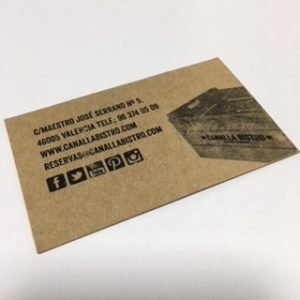 C/MAESTRO JOSÉ SERRANO Nº 5.
46005 VALENCIA TELF.: 96 374 05 09
WWW.CANALLABISTRO.COM
RESERVAS@CANALLABISTRO.COM
CANALLA BISTRO